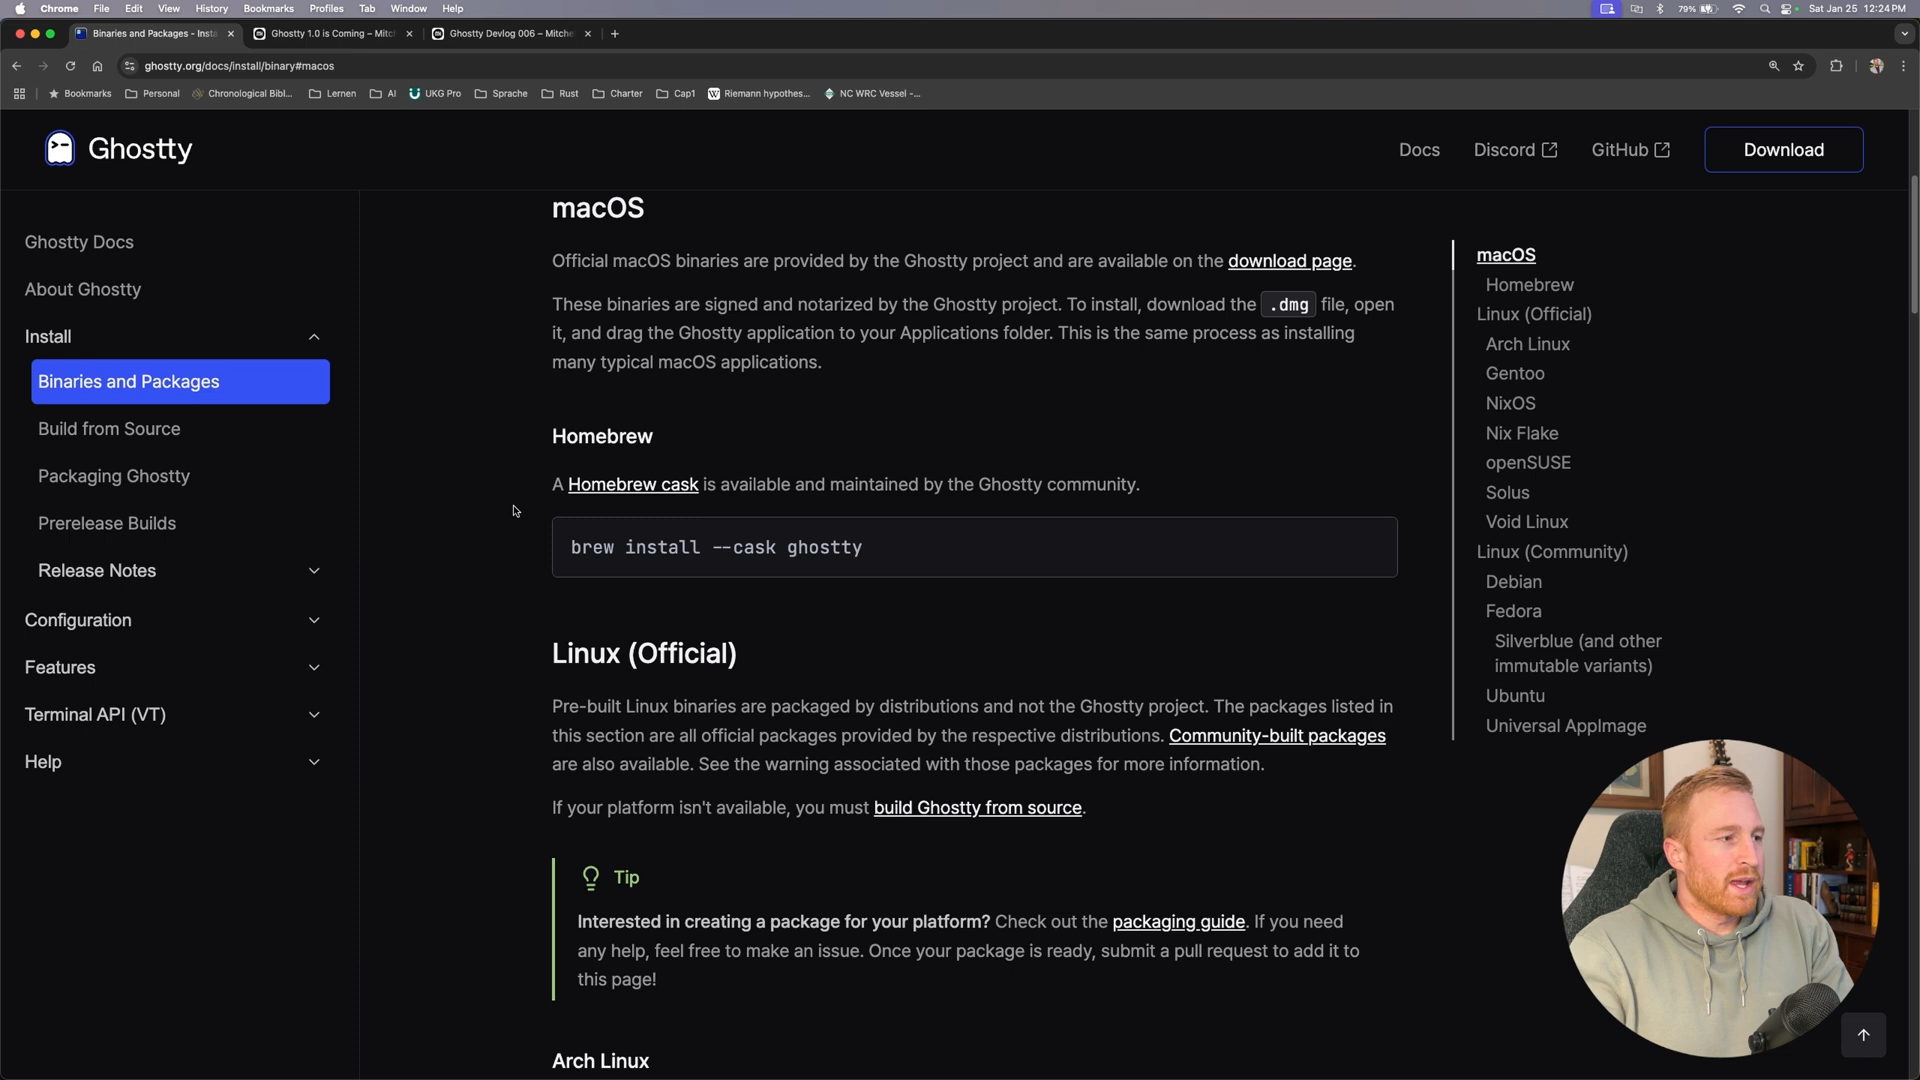 Chrome File Edit View History Bookmarks Profiles Tab Window Help 79% Sat Jan 25 12:24 PM
Binaries and Packages - Insta Ghostty 1.0 is Coming – Mitc Ghostty Devlog 006 – Mitche
ghostty.org/docs/install/binary#macos
Bookmarks Personal Chronological Bibl... Lernen AI UKG Pro Sprache Rust Charter Cap1 Riemann hypothes... NC WRC Vessel -...
Ghostty
Docs Discord GitHub Download
Ghostty Docs
About Ghostty
Install
Binaries and Packages
Build from Source
Packaging Ghostty
Prerelease Builds
Release Notes
Configuration
Features
Terminal API (VT)
Help
macOS
Official macOS binaries are provided by the Ghostty project and are available on the download page.
These binaries are signed and notarized by the Ghostty project. To install, download the .dmg file, open
it, and drag the Ghostty application to your Applications folder. This is the same process as installing
many typical macOS applications.
Homebrew
A Homebrew cask is available and maintained by the Ghostty community.
brew install --cask ghostty
Linux (Official)
Pre-built Linux binaries are packaged by distributions and not the Ghostty project. The packages listed in
this section are all official packages provided by the respective distributions. Community-built packages
are also available. See the warning associated with those packages for more information.
If your platform isn't available, you must build Ghostty from source.
Tip
Interested in creating a package for your platform? Check out the packaging guide. If you need
any help, feel free to make an issue. Once your package is ready, submit a pull request to add it to
this page!
Arch Linux
macOS
Homebrew
Linux (Official)
Arch Linux
Gentoo
NixOS
Nix Flake
openSUSE
Solus
Void Linux
Linux (Community)
Debian
Fedora
Silverblue (and other
immutable variants)
Ubuntu
Universal AppImage